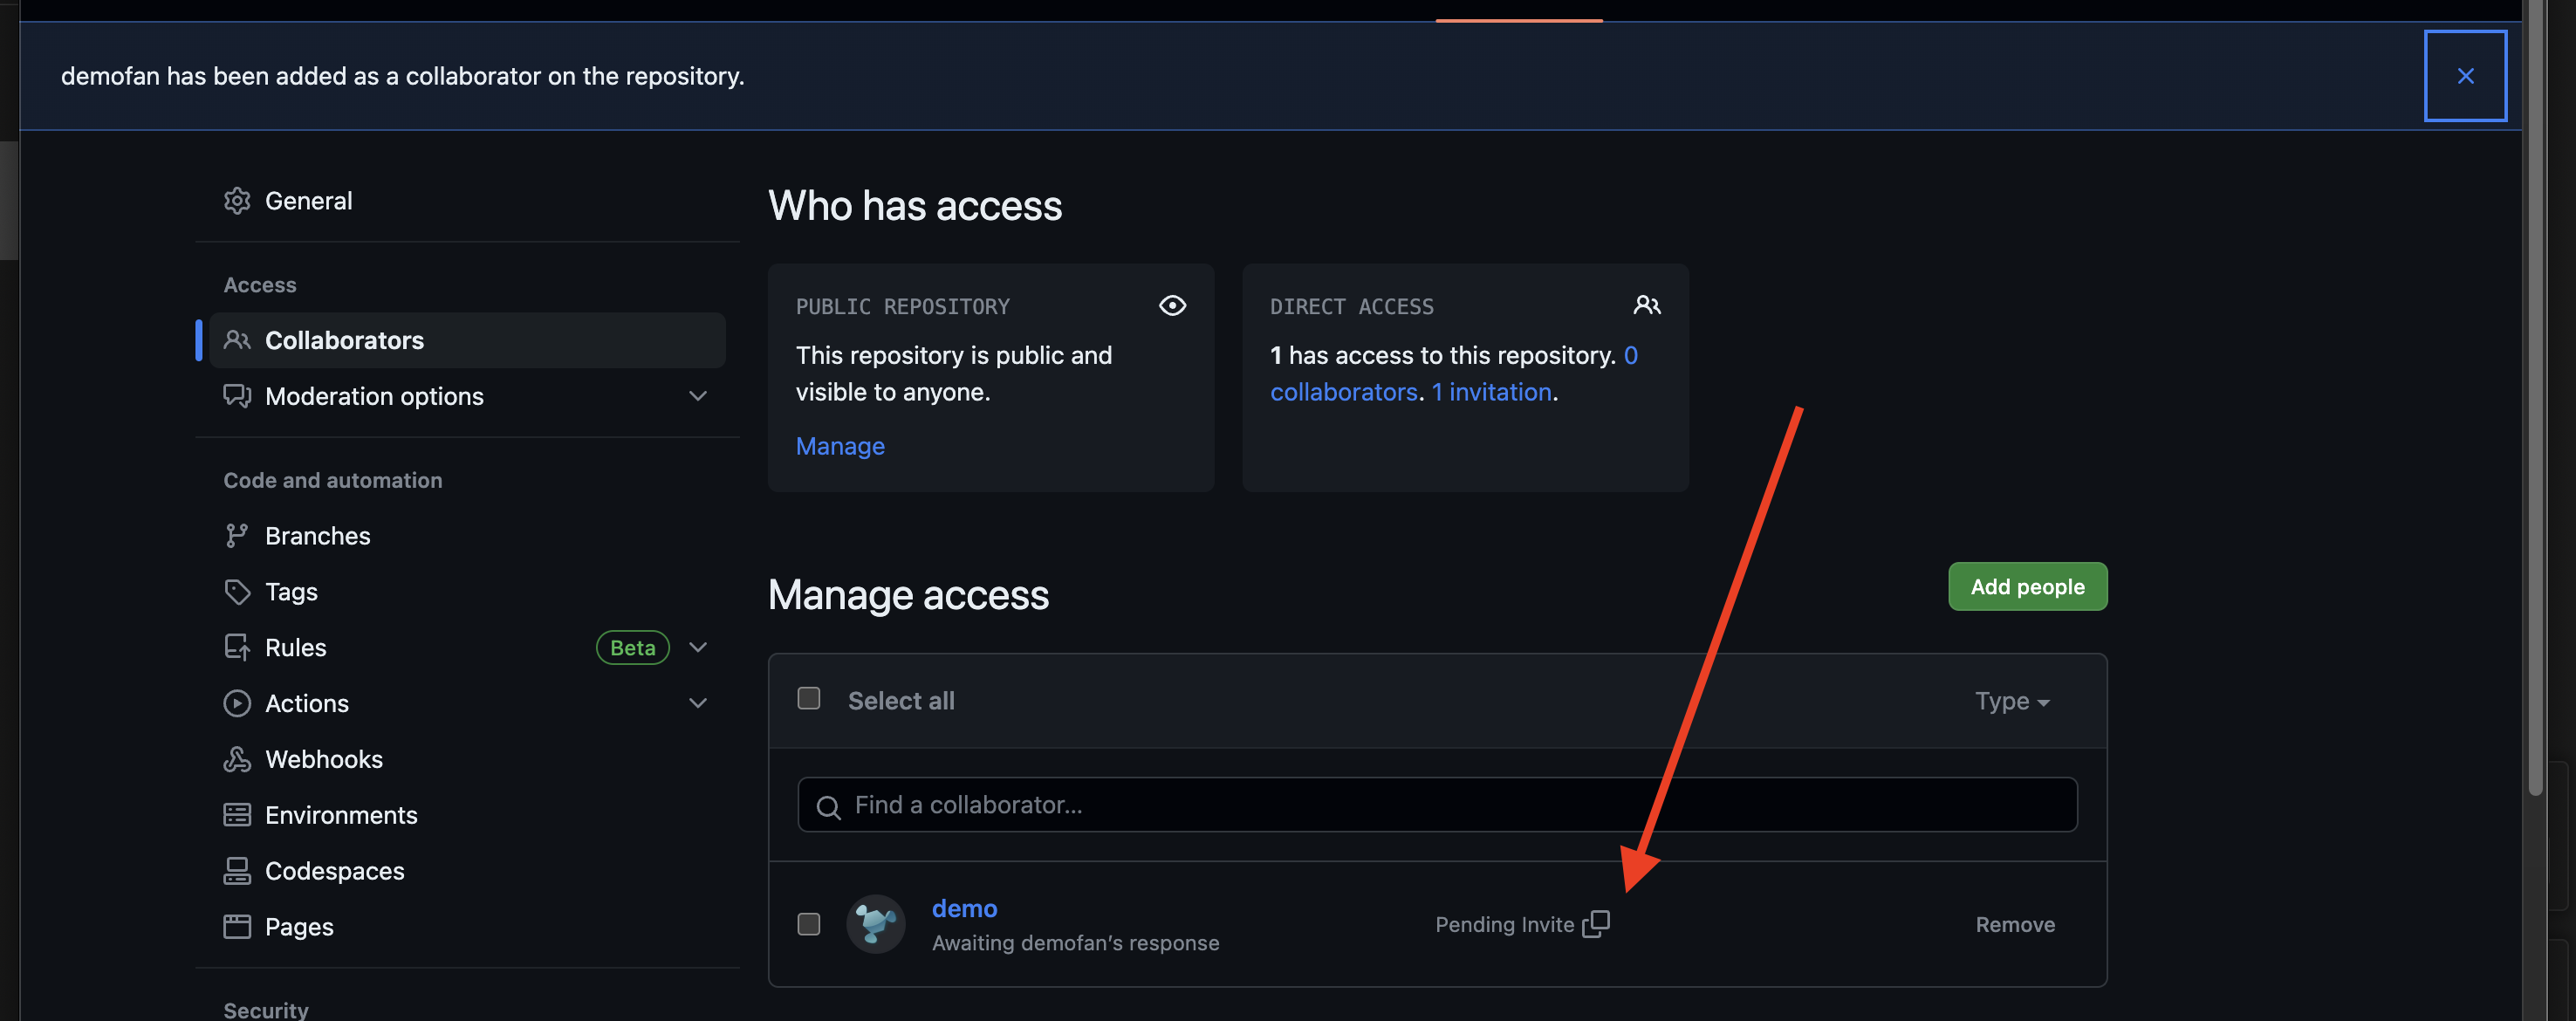 demofan has been added as a collaborator on the repository.
General
Access
Collaborators
Moderation options
Code and automation
Branches
Tags
Rules Beta
Actions
Webhooks
Environments
Codespaces
Pages
Security
Who has access
PUBLIC REPOSITORY
This repository is public and
visible to anyone.
Manage
DIRECT ACCESS
1 has access to this repository. 0
collaborators. 1 invitation.
Manage access
Add people
Select all
Type
Find a collaborator...
demo
Awaiting demofan's response
Pending Invite
Remove